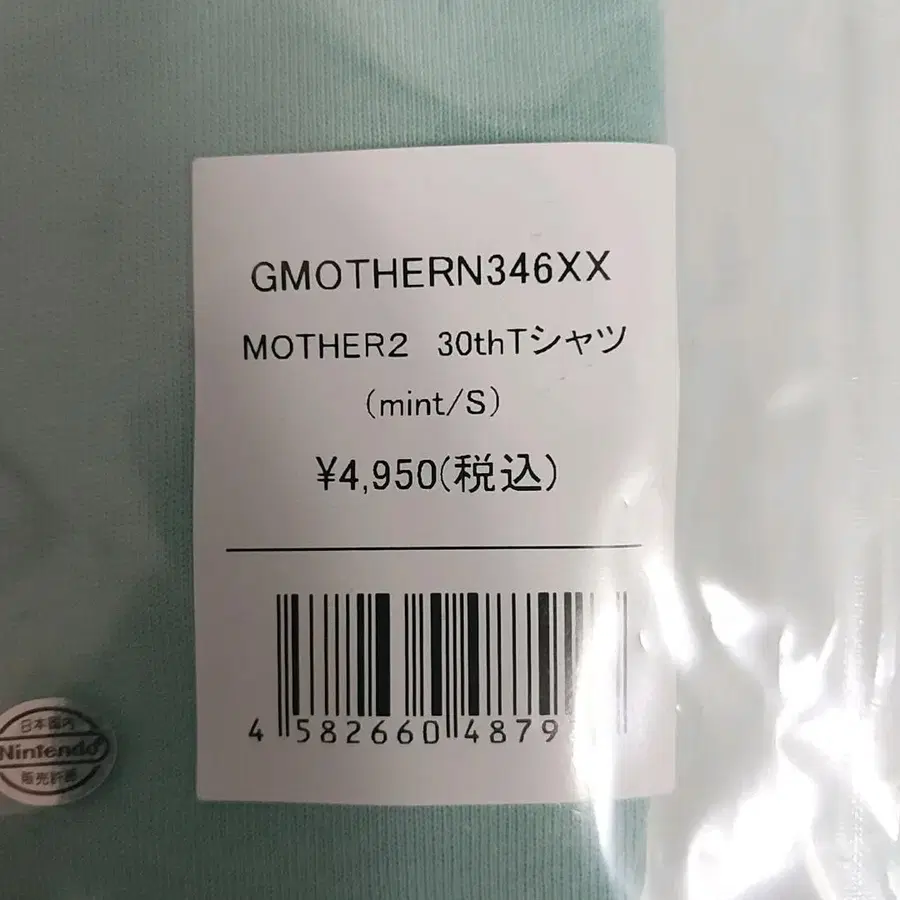 GMOTHERN346XX
MOTHER2 30thTシャツ
(mint/S)
¥4,950(税込)
4 582660 4879
日本国内
Nintendo
販売許諾